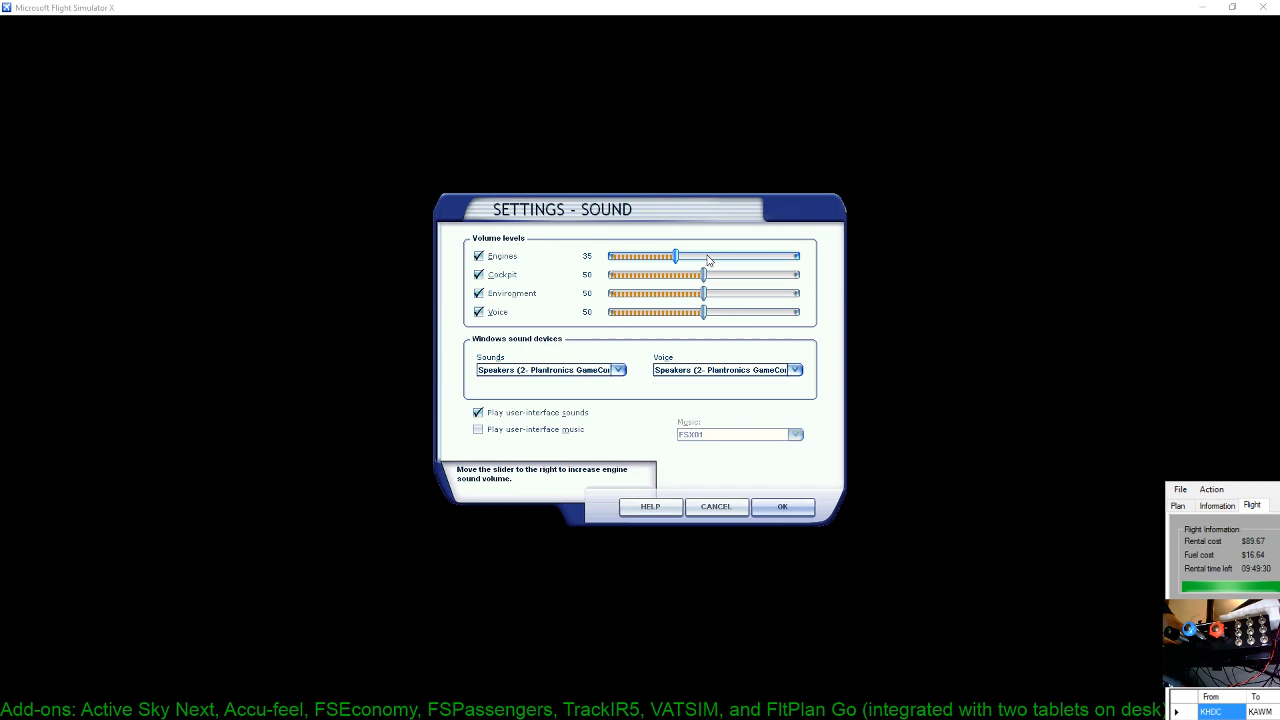 Microsoft Flight Simulator X
SETTINGS - SOUND
Volume levels
Engines 35
Cockpit 50
Environment 50
Voice 50
Windows sound devices
Sounds Voice
Speakers (2- Plantronics GameCo Speakers (2- Plantronics GameCo
Play user-interface sounds
Play user-interface music
Music:
FSX01
Move the slider to the right to increase engine
sound volume.
HELP CANCEL OK
File Action
Plan Information Flight
Flight Information
Rental cost $89.67
Fuel cost $16.64
Rental time left 09:49:30
From To
KHDC KAWM
Add-ons: Active Sky Next, Accu-feel, FSEconomy, FSPassengers, TrackIR5, VATSIM, and FltPlan Go (integrated with two tablets on desk)